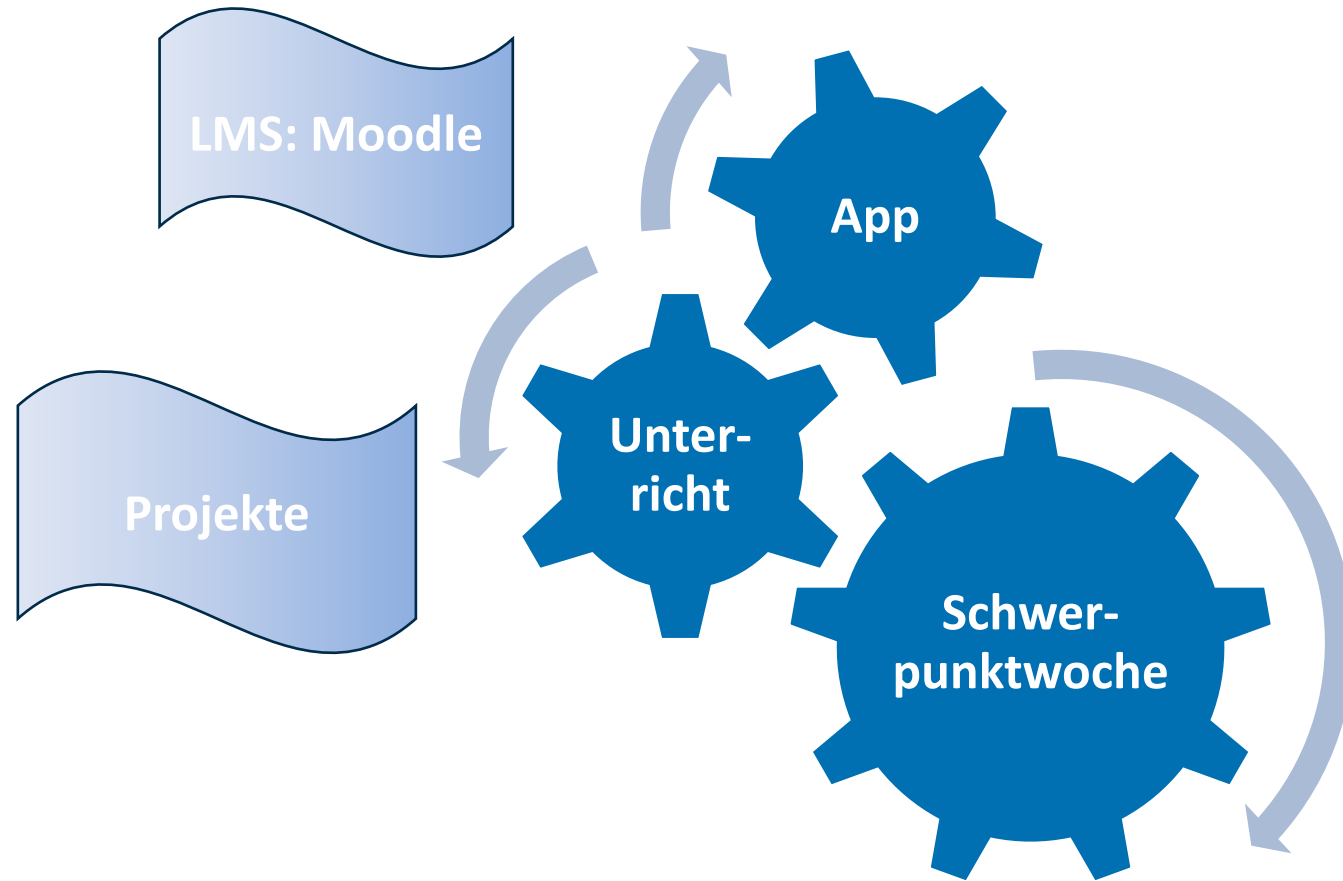 LMS: Moodle
App
Unter-
richt
Projekte
Schwer-
punktwoche